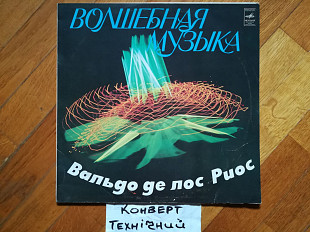 ВОЛШЕБНАЯ
МУЗЫКА
Вальдо де лос Риос
КОНВЕРТ
ТЕХНІЧНИЙ